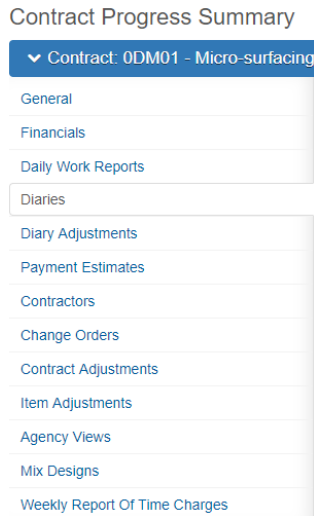 Contract Progress Summary
Contract: 0DM01 - Micro-surfacing
General
Financials
Daily Work Reports
Diaries
Diary Adjustments
Payment Estimates
Contractors
Change Orders
Contract Adjustments
Item Adjustments
Agency Views
Mix Designs
Weekly Report Of Time Charges